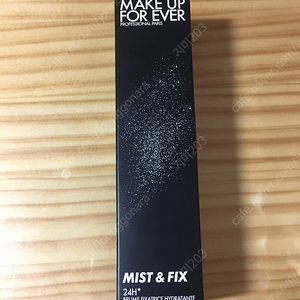 MAKE UP
FOR EVER
PROFESSIONAL PARIS
MIST & FIX
24H*
BRUME FIXATRICE HYDRATANTE